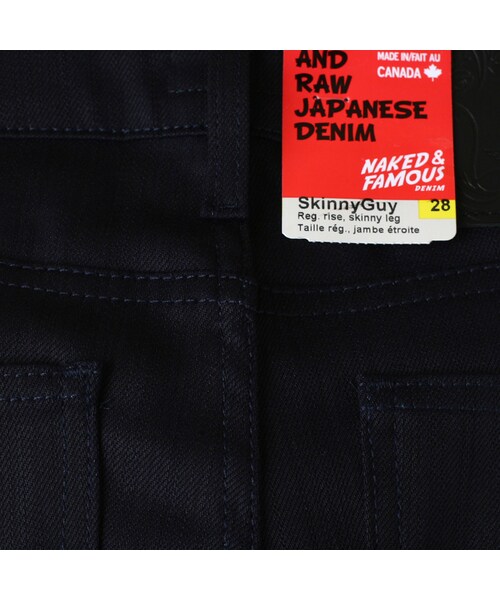 AND
RAW
JAPANESE
DENIM
MADE IN/FAIT AU
CANADA
NAKED &
FAMOUS
DENIM
SkinnyGuy 28
Reg. rise, skinny leg
Taille rég., jambe étroite